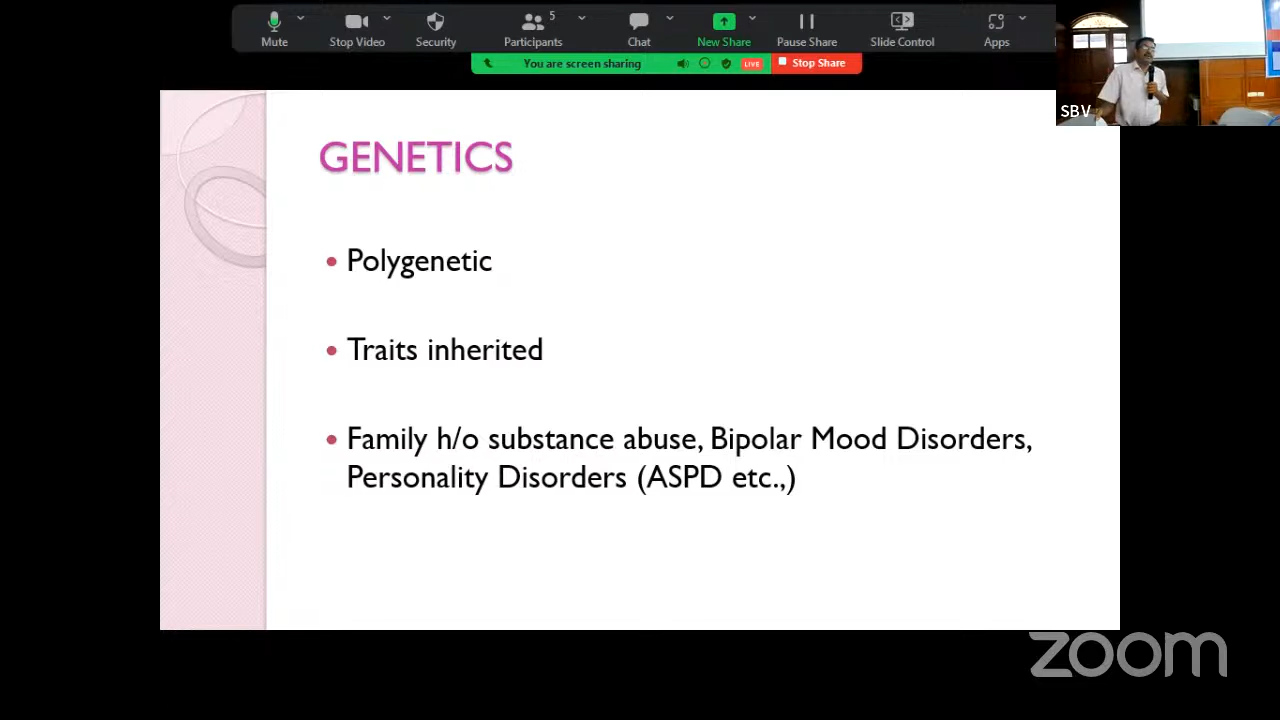 5
Mute
Stop Video
Security
Participants
Chat
New Share
Pause Share
Slide Control
Apps
You are screen sharing
LIVE
Stop Share
SBV
GENETICS
• Polygenetic
• Traits inherited
• Family h/o substance abuse, Bipolar Mood Disorders,
Personality Disorders (ASPD etc.,)
zoom